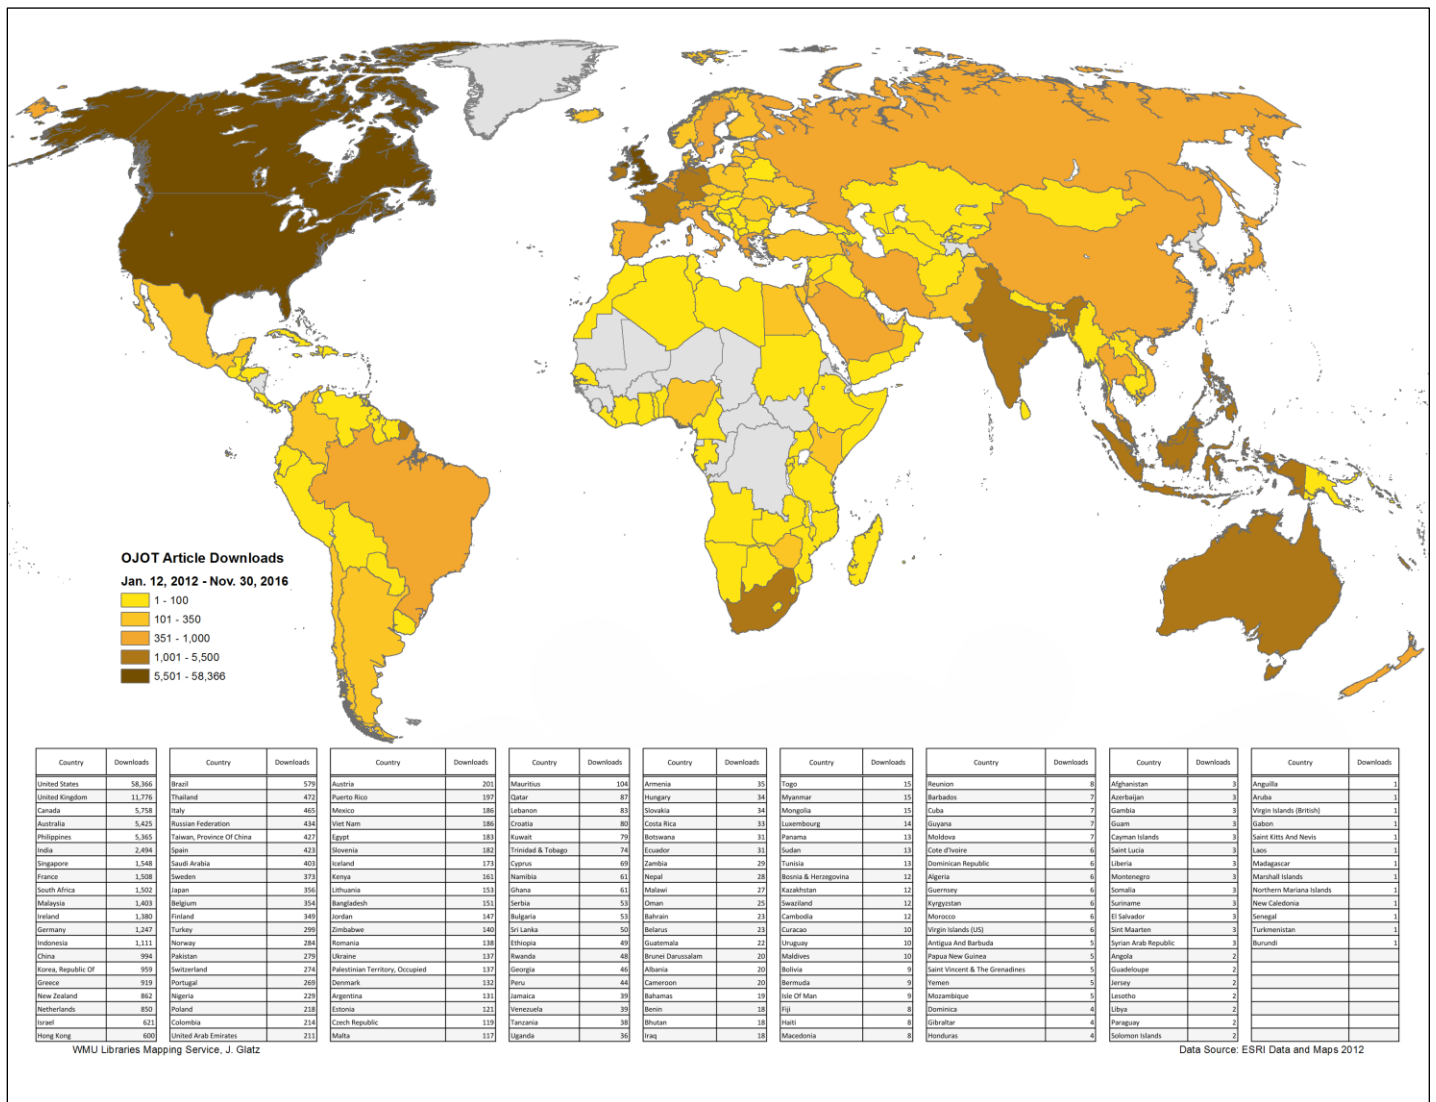 OJOT Article Downloads
Jan. 12, 2012 - Nov. 30, 2016
1 - 100
101 - 350
351 - 1,000
1,001 - 5,500
5,501 - 58,366
Country Downloads
United States 58,366
United Kingdom 11,776
Canada 5,758
Australia 5,425
Philippines 5,365
India 2,494
Singapore 1,548
France 1,508
South Africa 1,502
Malaysia 1,403
Ireland 1,380
Germany 1,247
Indonesia 1,111
China 994
Korea, Republic Of 959
Greece 919
New Zealand 862
Netherlands 850
Israel 621
Hong Kong 600
Country Downloads
Brazil 579
Thailand 472
Italy 465
Russian Federation 434
Taiwan, Province Of China 427
Spain 423
Saudi Arabia 403
Sweden 373
Japan 356
Belgium 354
Finland 349
Turkey 299
Norway 284
Pakistan 279
Switzerland 274
Portugal 269
Nigeria 229
Poland 218
Colombia 214
United Arab Emirates 211
Country Downloads
Austria 201
Puerto Rico 197
Mexico 186
Viet Nam 186
Egypt 183
Slovenia 182
Iceland 173
Kenya 161
Lithuania 153
Bangladesh 151
Jordan 147
Zimbabwe 140
Romania 138
Ukraine 137
Palestinian Territory, Occupied 137
Denmark 132
Argentina 131
Estonia 121
Czech Republic 119
Malta 117
Country Downloads
Mauritius 104
Qatar 87
Lebanon 83
Croatia 80
Kuwait 79
Trinidad & Tobago 74
Cyprus 69
Namibia 61
Ghana 61
Serbia 53
Bulgaria 53
Sri Lanka 50
Ethiopia 49
Rwanda 48
Georgia 46
Peru 44
Jamaica 39
Venezuela 39
Tanzania 38
Uganda 36
Country Downloads
Armenia 35
Hungary 34
Slovakia 34
Costa Rica 33
Botswana 31
Ecuador 31
Zambia 29
Nepal 28
Malawi 27
Oman 25
Bahrain 23
Belarus 23
Guatemala 22
Brunei Darussalam 20
Albania 20
Cameroon 20
Bahamas 19
Benin 18
Bhutan 18
Iraq 18
Country Downloads
Togo 15
Myanmar 15
Mongolia 15
Luxembourg 14
Panama 13
Sudan 13
Tunisia 13
Bosnia & Herzegovina 12
Kazakhstan 12
Swaziland 12
Cambodia 12
Curacao 10
Uruguay 10
Maldives 10
Bolivia 9
Bermuda 9
Isle Of Man 9
Fiji 8
Haiti 8
Macedonia 8
Country Downloads
Reunion 8
Barbados 7
Cuba 7
Guyana 7
Moldova 7
Cote d'Ivoire 6
Dominican Republic 6
Algeria 6
Guernsey 6
Kyrgyzstan 6
Morocco 6
Virgin Islands (US) 6
Antigua And Barbuda 5
Papua New Guinea 5
Saint Vincent & The Grenadines 5
Yemen 5
Mozambique 5
Dominica 4
Gibraltar 4
Honduras 4
Country Downloads
Afghanistan 3
Azerbaijan 3
Gambia 3
Guam 3
Cayman Islands 3
Saint Lucia 3
Liberia 3
Montenegro 3
Somalia 3
Suriname 3
El Salvador 3
Sint Maarten 3
Syrian Arab Republic 3
Angola 2
Guadeloupe 2
Jersey 2
Lesotho 2
Libya 2
Paraguay 2
Solomon Islands 2
Country Downloads
Anguilla 1
Aruba 1
Virgin Islands (British) 1
Gabon 1
Saint Kitts And Nevis 1
Laos 1
Madagascar 1
Marshall Islands 1
Northern Mariana Islands 1
New Caledonia 1
Senegal 1
Turkmenistan 1
Burundi 1
WMU Libraries Mapping Service, J. Glatz
Data Source: ESRI Data and Maps 2012